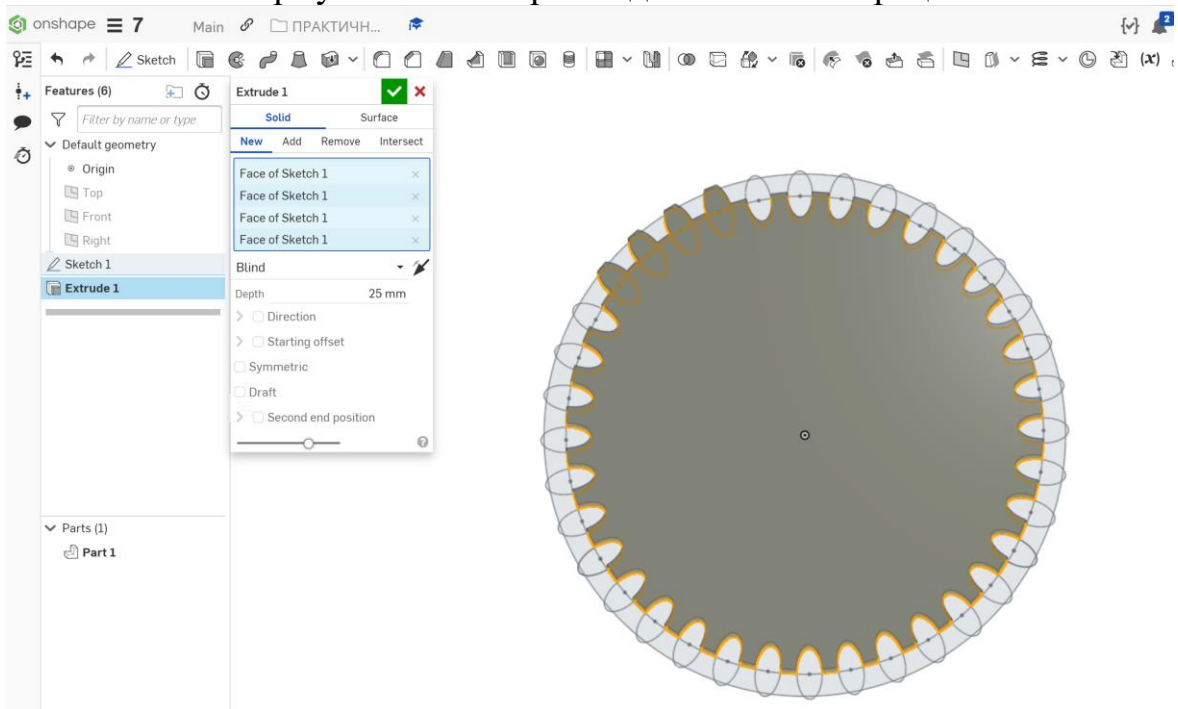 onshape 7 Main ПРАКТИЧН... 2
Sketch (x)
Features (6)
Filter by name or type
Default geometry
Origin
Top
Front
Right
Sketch 1
Extrude 1
Parts (1)
Part 1
Extrude 1
Solid Surface
New Add Remove Intersect
Face of Sketch 1
Face of Sketch 1
Face of Sketch 1
Face of Sketch 1
Blind
Depth 25 mm
Direction
Starting offset
Symmetric
Draft
Second end position